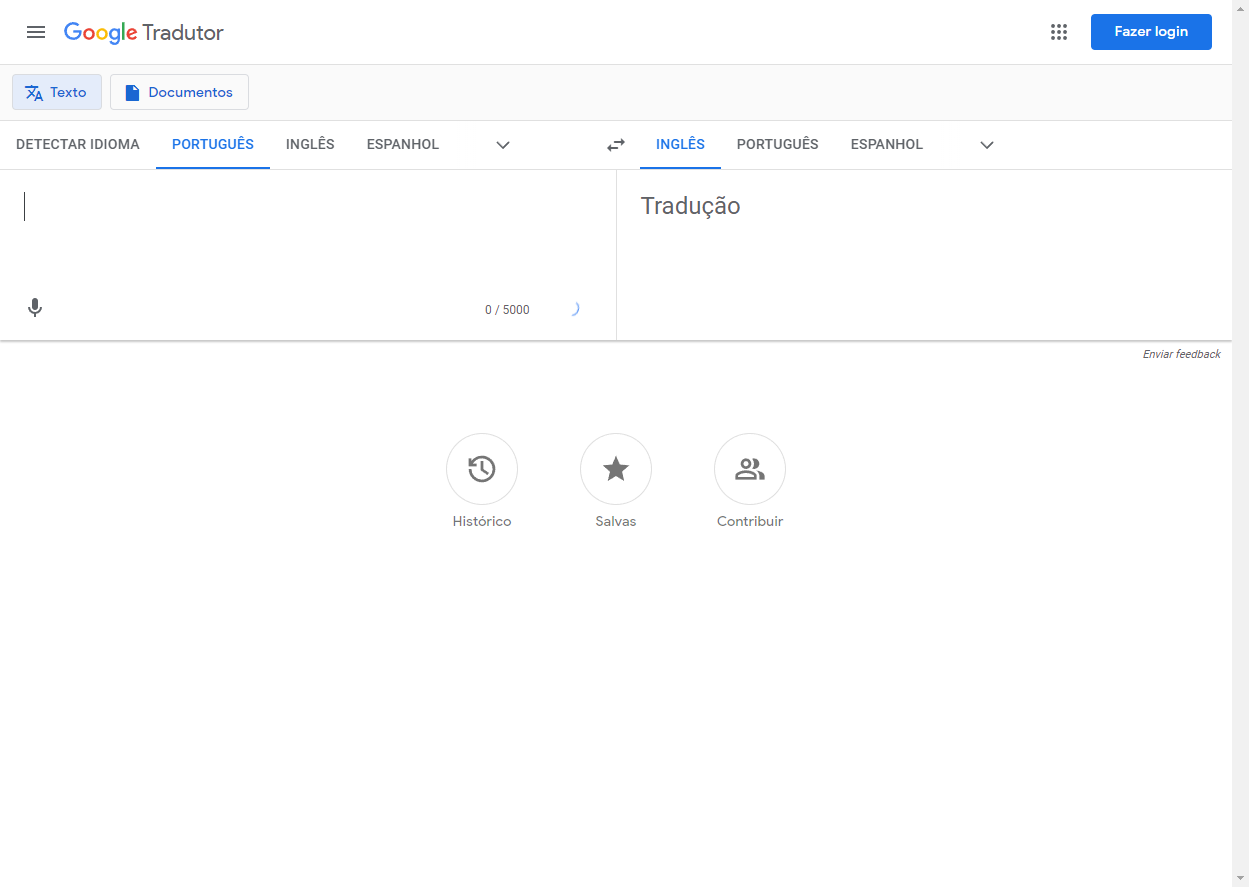 Google Tradutor
Fazer login
Texto
Documentos
DETECTAR IDIOMA PORTUGUÊS INGLÊS ESPANHOL
INGLÊS PORTUGUÊS ESPANHOL
Tradução
0 / 5000
Enviar feedback
Histórico
Salvas
Contribuir